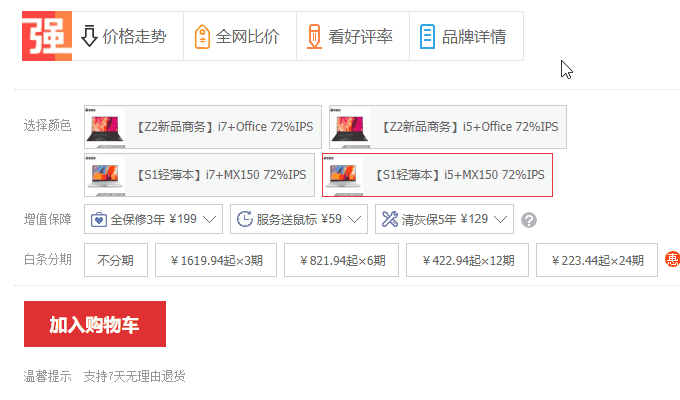 强 价格走势 全网比价 看好评率 品牌详情
选择颜色 【Z2新品商务】i7+Office 72%IPS 【Z2新品商务】i5+Office 72%IPS
【S1轻薄本】i7+MX150 72%IPS 【S1轻薄本】i5+MX150 72%IPS
增值保障 全保修3年 ¥199 服务送鼠标 ¥59 清灰保5年 ¥129 ?
白条分期 不分期 ¥1619.94起×3期 ¥821.94起×6期 ¥422.94起×12期 ¥223.44起×24期 惠
加入购物车
温馨提示 支持7天无理由退货